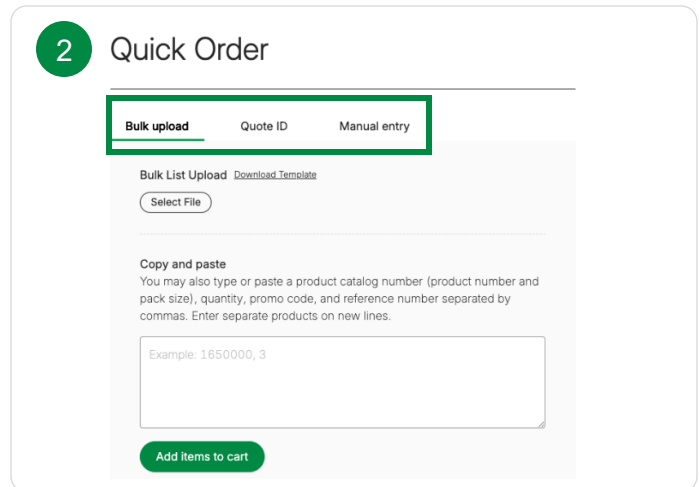 2 Quick Order
Bulk upload Quote ID Manual entry
Bulk List Upload Download Template
Select File
Copy and paste
You may also type or paste a product catalog number (product number and
pack size), quantity, promo code, and reference number separated by
commas. Enter separate products on new lines.
Example: 1650000, 3
Add items to cart